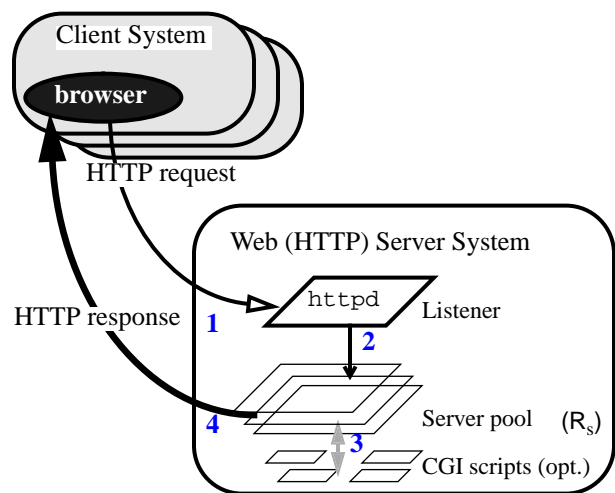 Client System
browser
HTTP request
Web (HTTP) Server System
httpd
Listener
HTTP response
1
2
Server pool (Rs)
4
3
CGI scripts (opt.)